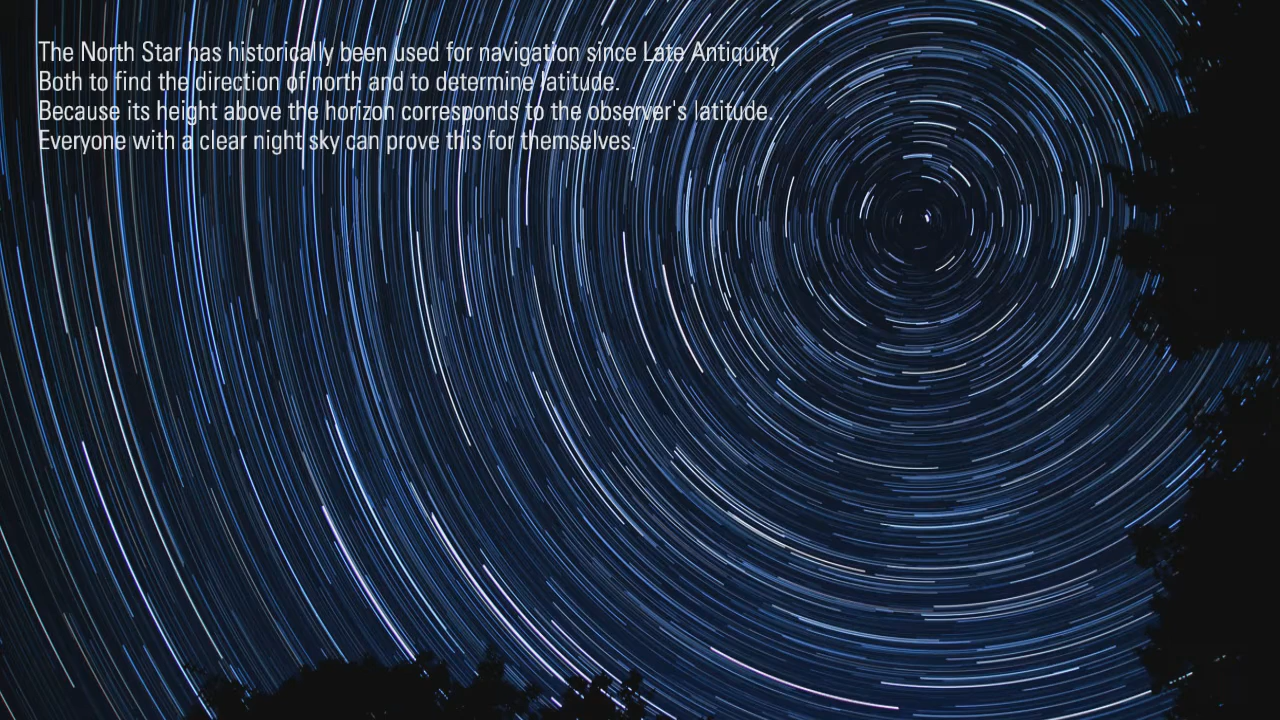 The North Star has historically been used for navigation since Late Antiquity
Both to find the direction of north and to determine latitude.
Because its height above the horizon corresponds to the observer's latitude.
Everyone with a clear night sky can prove this for themselves.